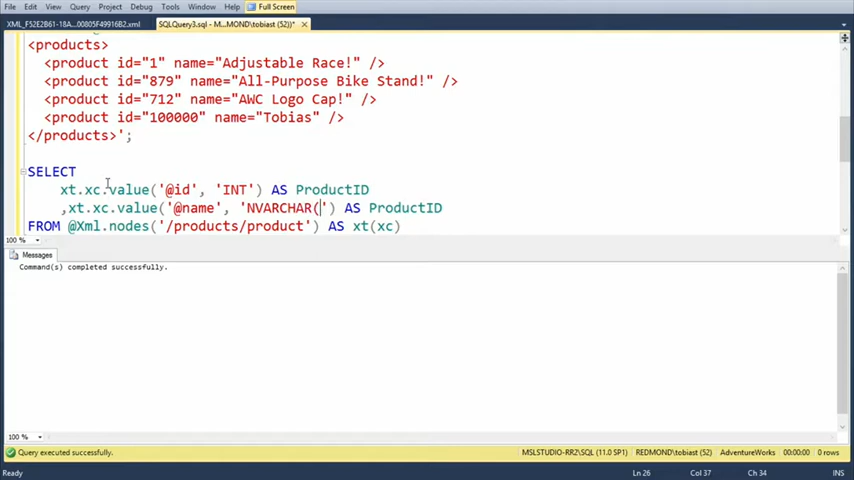 File Edit View Query Project Debug Tools Window Help Full Screen
XML_F52E2B61-18A...00805F49916B2.xml SQLQuery3.sql - M...MOND\tobiast (52))*
<products>
<product id="1" name="Adjustable Race!" />
<product id="879" name="All-Purpose Bike Stand!" />
<product id="712" name="AWC Logo Cap!" />
<product id="100000" name="Tobias" />
</products>';
SELECT
xt.xc.value('@id', 'INT') AS ProductID
,xt.xc.value('@name', 'NVARCHAR(') AS ProductID
FROM @Xml.nodes('/products/product') AS xt(xc)
100 %
Messages
Command(s) completed successfully.
100 %
Query executed successfully. MSLSTUDIO-RR2\SQL (11.0 SP1) REDMOND\tobiast (52) AdventureWorks 00:00:00 0 rows
Ready Ln 26 Col 37 Ch 34 INS